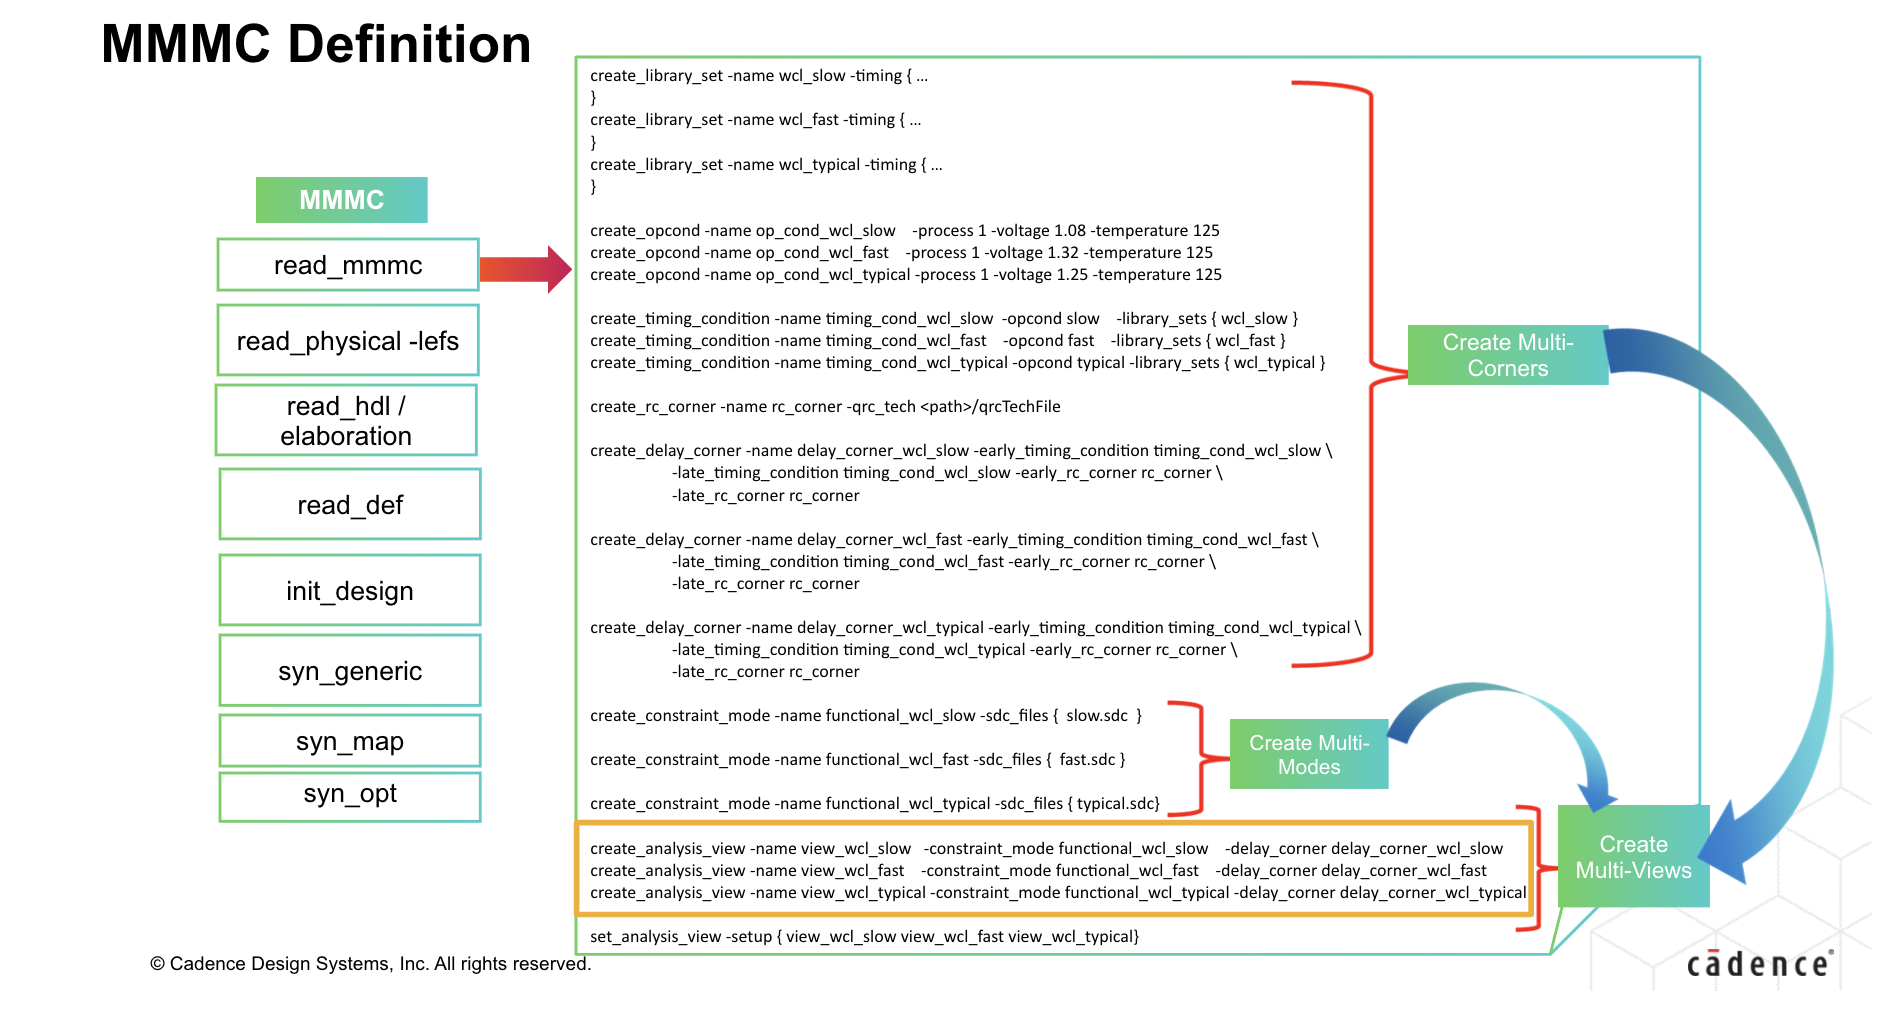 MMMC Definition
MMMC
read_mmmc
read_physical -lefs
read_hdl /
elaboration
read_def
init_design
syn_generic
syn_map
syn_opt
create_library_set -name wcl_slow -timing { ...
}
create_library_set -name wcl_fast -timing { ...
}
create_library_set -name wcl_typical -timing { ...
}
create_opcond -name op_cond_wcl_slow -process 1 -voltage 1.08 -temperature 125
create_opcond -name op_cond_wcl_fast -process 1 -voltage 1.32 -temperature 125
create_opcond -name op_cond_wcl_typical -process 1 -voltage 1.25 -temperature 125
create_timing_condition -name timing_cond_wcl_slow -opcond slow -library_sets { wcl_slow }
create_timing_condition -name timing_cond_wcl_fast -opcond fast -library_sets { wcl_fast }
create_timing_condition -name timing_cond_wcl_typical -opcond typical -library_sets { wcl_typical }
create_rc_corner -name rc_corner -qrc_tech <path>/qrcTechFile
create_delay_corner -name delay_corner_wcl_slow -early_timing_condition timing_cond_wcl_slow \
-late_timing_condition timing_cond_wcl_slow -early_rc_corner rc_corner \
-late_rc_corner rc_corner
create_delay_corner -name delay_corner_wcl_fast -early_timing_condition timing_cond_wcl_fast \
-late_timing_condition timing_cond_wcl_fast -early_rc_corner rc_corner \
-late_rc_corner rc_corner
create_delay_corner -name delay_corner_wcl_typical -early_timing_condition timing_cond_wcl_typical \
-late_timing_condition timing_cond_wcl_typical -early_rc_corner rc_corner \
-late_rc_corner rc_corner
create_constraint_mode -name functional_wcl_slow -sdc_files { slow.sdc }
create_constraint_mode -name functional_wcl_fast -sdc_files { fast.sdc }
create_constraint_mode -name functional_wcl_typical -sdc_files { typical.sdc}
create_analysis_view -name view_wcl_slow -constraint_mode functional_wcl_slow -delay_corner delay_corner_wcl_slow
create_analysis_view -name view_wcl_fast -constraint_mode functional_wcl_fast -delay_corner delay_corner_wcl_fast
create_analysis_view -name view_wcl_typical -constraint_mode functional_wcl_typical -delay_corner delay_corner_wcl_typical
set_analysis_view -setup { view_wcl_slow view_wcl_fast view_wcl_typical}
Create Multi-
Corners
Create Multi-
Modes
Create
Multi-Views
© Cadence Design Systems, Inc. All rights reserved.
cādence®